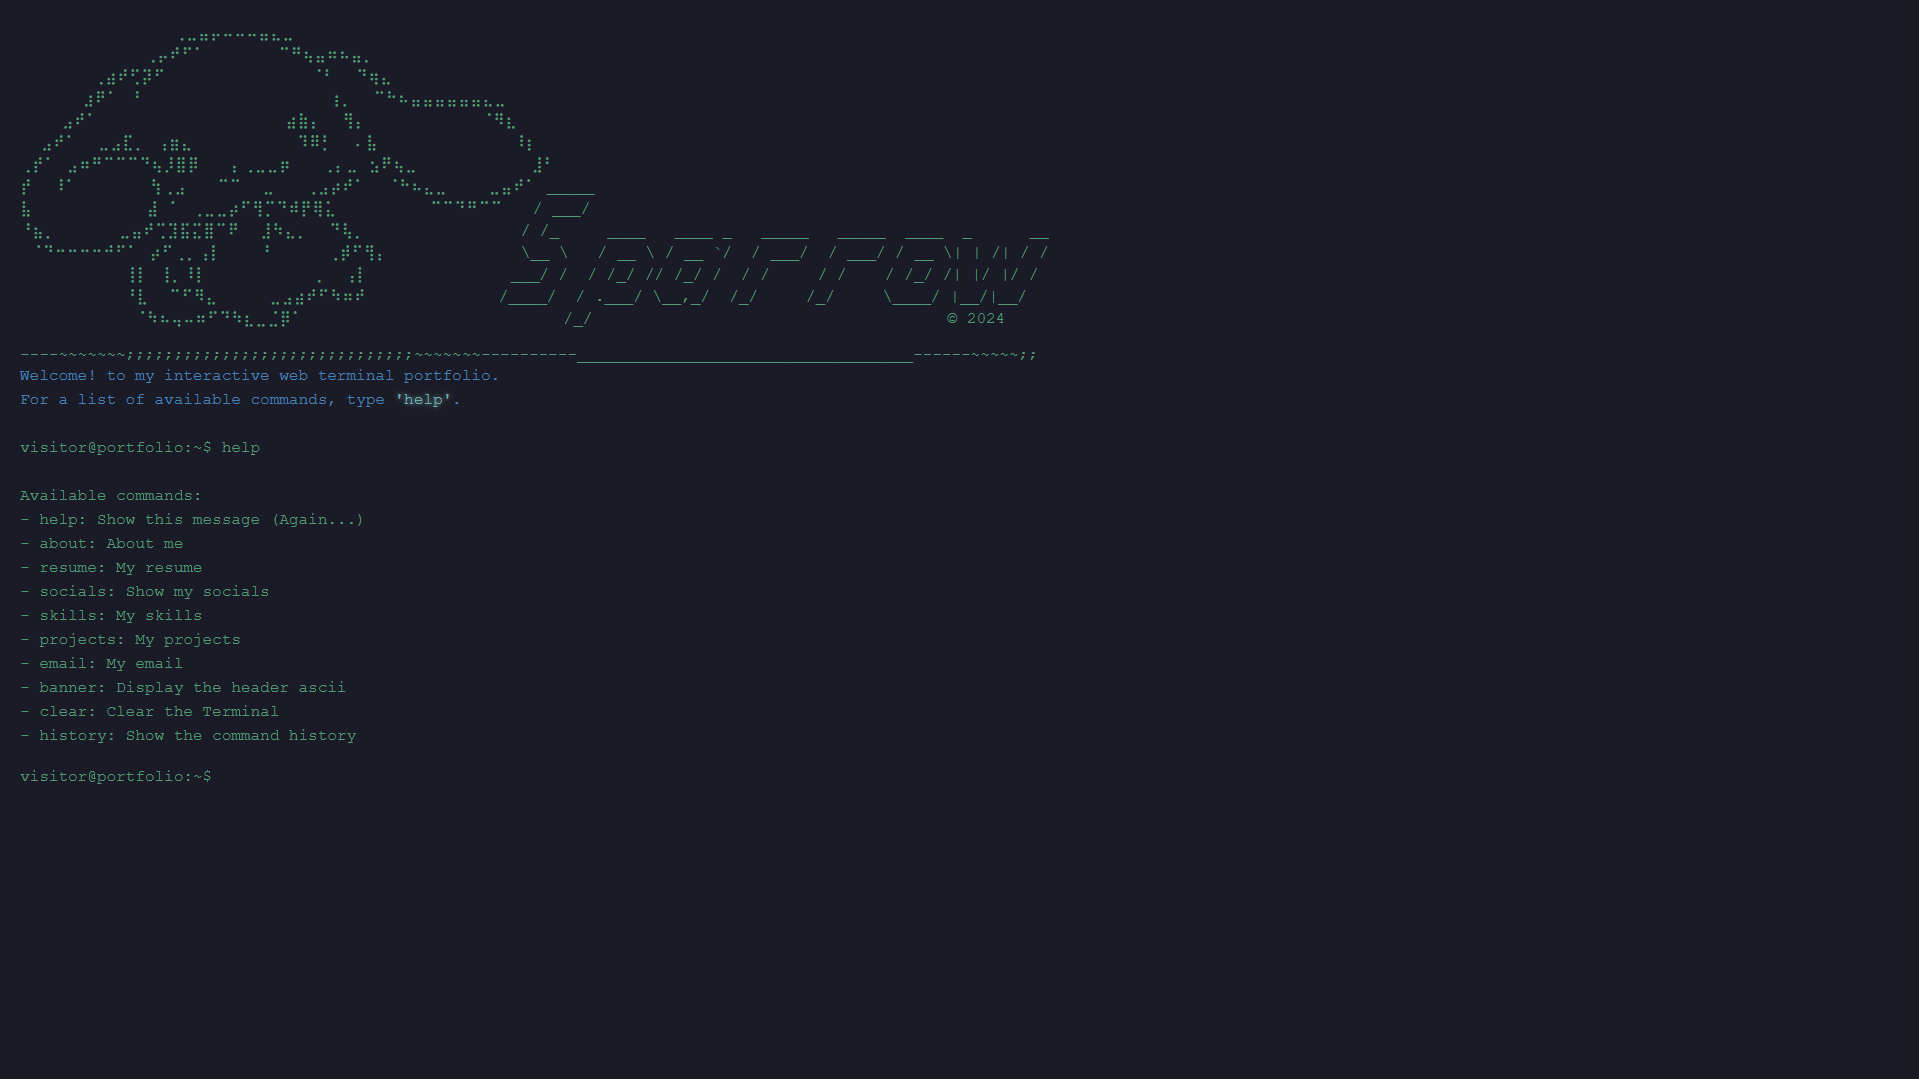 Sparrow
© 2024
----~~~~~~~;;;;;;;;;;;;;;;;;;;;;;;;;;;;;;~~~~~~~----------___________________________________------~~~~~;;
Welcome! to my interactive web terminal portfolio.
For a list of available commands, type 'help'.
visitor@portfolio:~$ help
Available commands:
- help: Show this message (Again...)
- about: About me
- resume: My resume
- socials: Show my socials
- skills: My skills
- projects: My projects
- email: My email
- banner: Display the header ascii
- clear: Clear the Terminal
- history: Show the command history
visitor@portfolio:~$